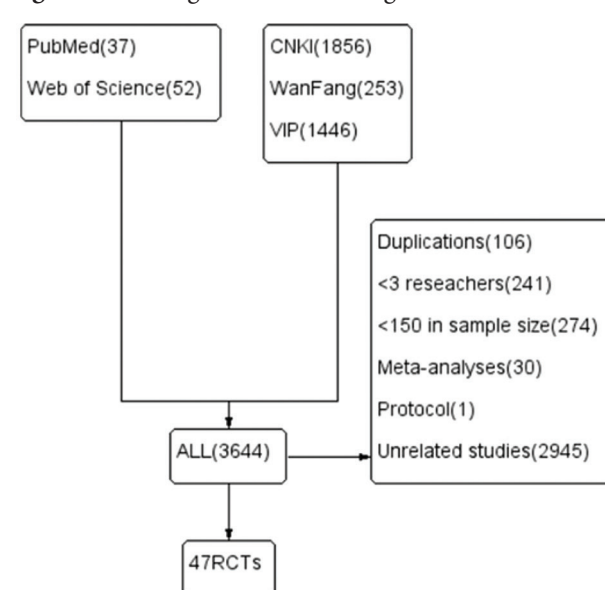 PubMed(37)
Web of Science(52)
CNKI(1856)
WanFang(253)
VIP(1446)
Duplications(106)
<3 reseachers(241)
<150 in sample size(274)
Meta-analyses(30)
Protocol(1)
Unrelated studies(2945)
ALL(3644)
47RCTs